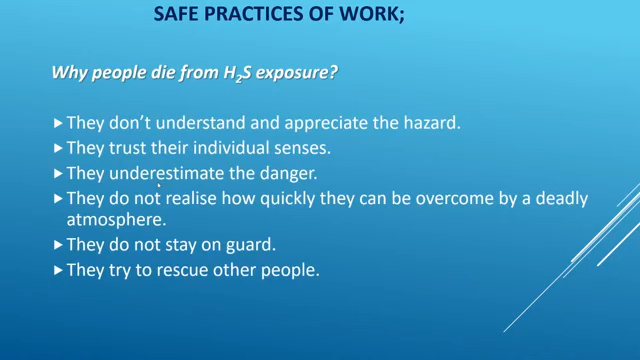 SAFE PRACTICES OF WORK;
Why people die from H₂S exposure?
They don't understand and appreciate the hazard.
They trust their individual senses.
They underestimate the danger.
They do not realise how quickly they can be overcome by a deadly
atmosphere.
They do not stay on guard.
They try to rescue other people.